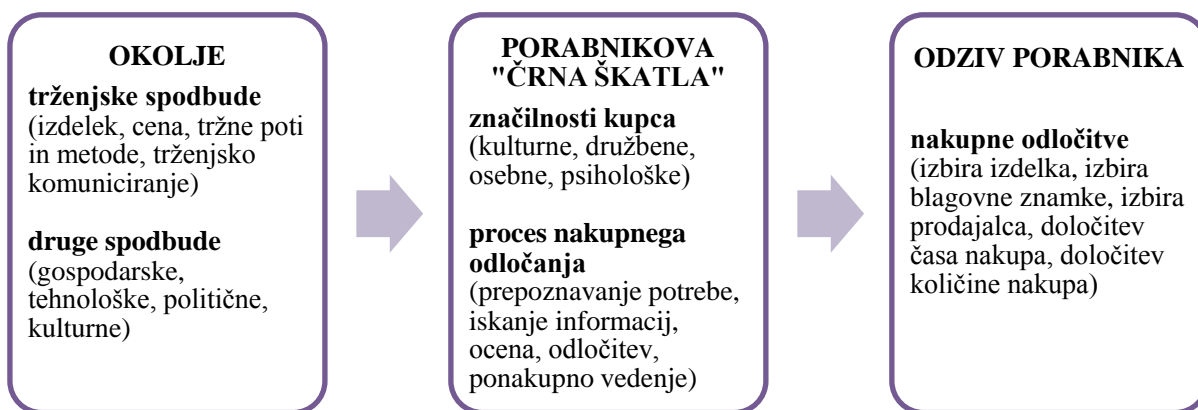 OKOLJE
trženjske spodbude
(izdelek, cena, tržne poti
in metode, trženjsko
komuniciranje)
druge spodbude
(gospodarske,
tehnološke, politične,
kulturne)
PORABNIKOVA
"ČRNA ŠKATLA"
značilnosti kupca
(kulturne, družbene,
osebne, psihološke)
proces nakupnega
odločanja
(prepoznavanje potrebe,
iskanje informacij,
ocena, odločitev,
ponakupno vedenje)
ODZIV PORABNIKA
nakupne odločitve
(izbira izdelka, izbira
blagovne znamke, izbira
prodajalca, določitev
časa nakupa, določitev
količine nakupa)